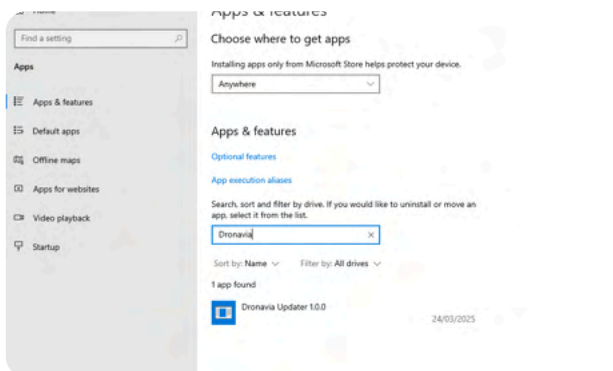 Home
Apps & features
Find a setting
Choose where to get apps
Apps
Installing apps only from Microsoft Store helps protect your device.
Anywhere
Apps & features
Default apps
Offline maps
Apps for websites
Video playback
Startup
Apps & features
Optional features
App execution aliases
Search, sort and filter by drive. If you would like to uninstall or move an
app, select it from the list.
Dronavia
Sort by: Name
Filter by: All drives
1 app found
Dronavia Updater 1.0.0
24/03/2025